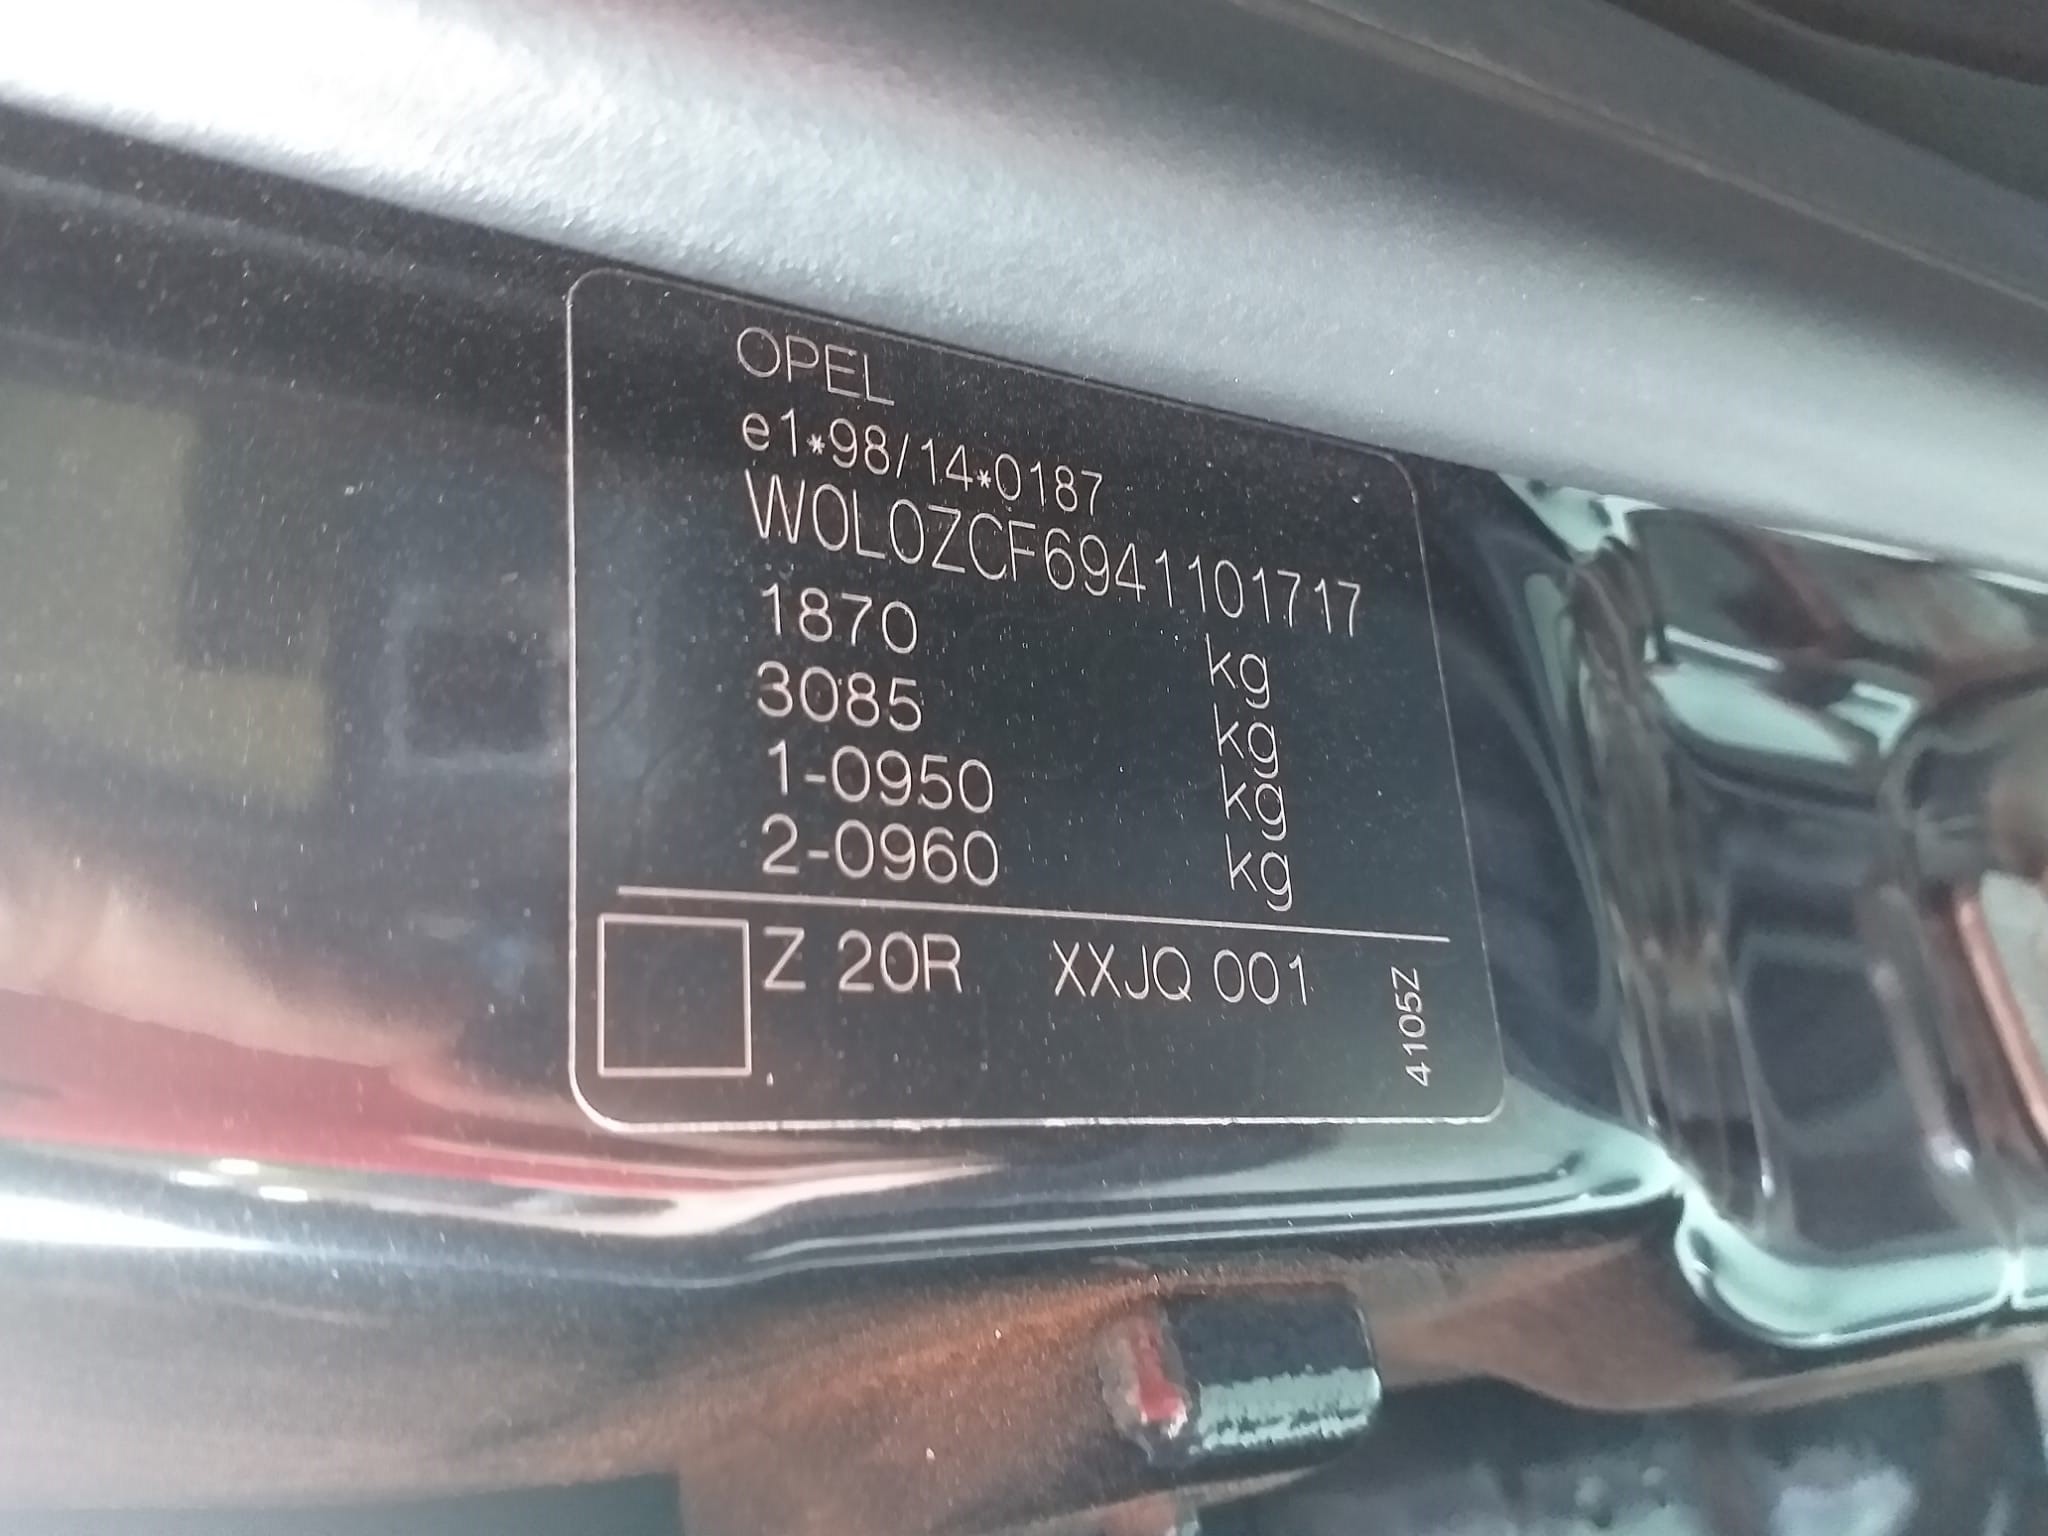 OPEL
e1*98/14*0187
W0L0ZCF6941101717
1870 kg
3085 kg
1-0950 kg
2-0960 kg
Z 20R XXJQ 001
4105Z